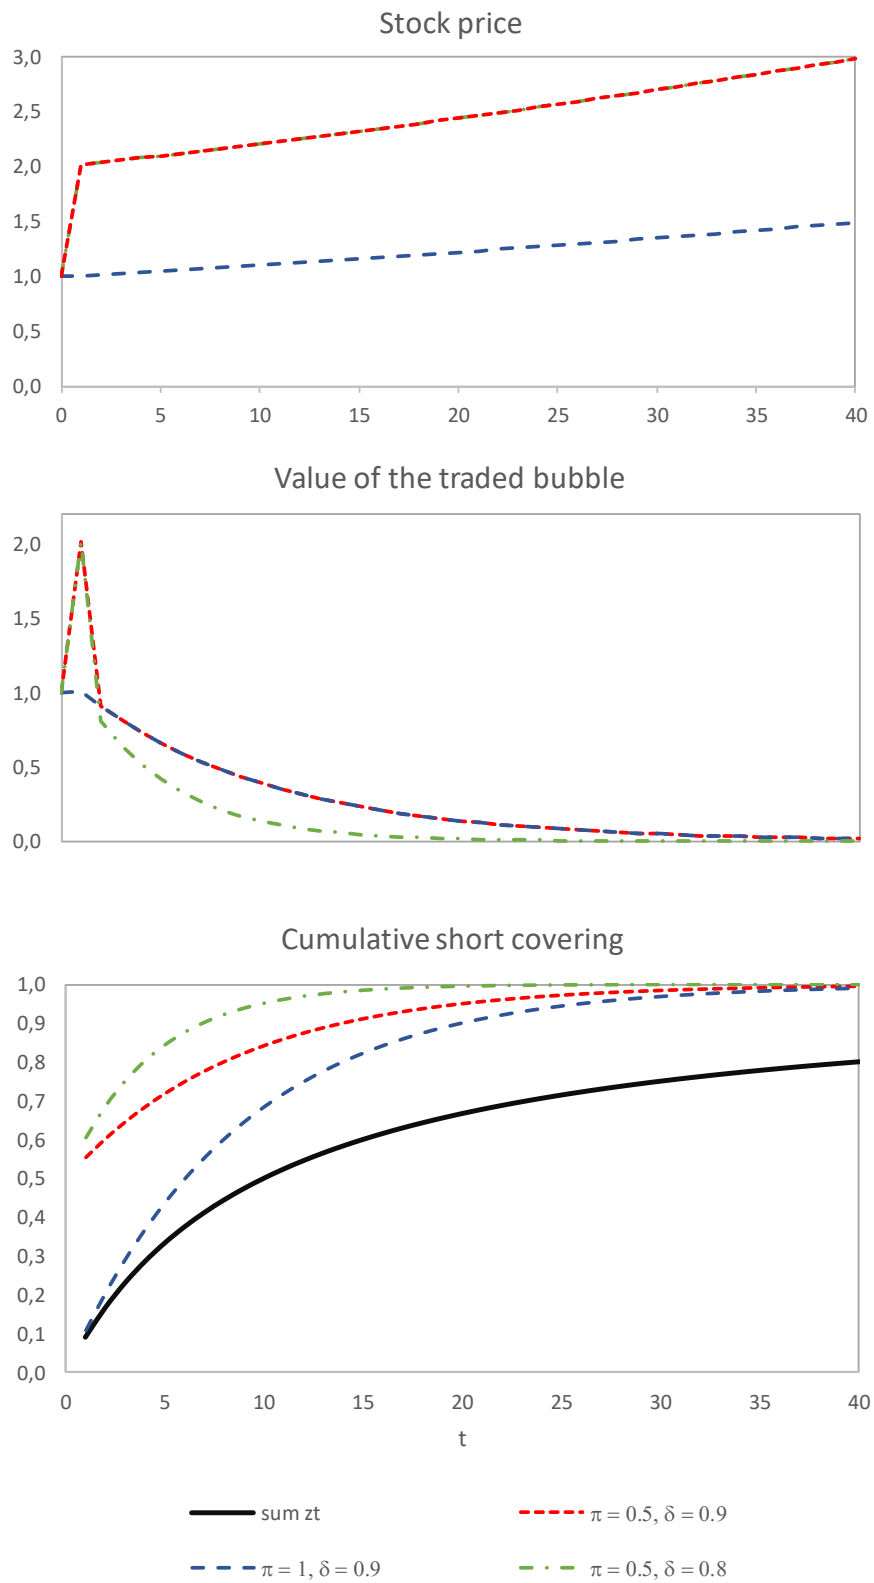 Stock price
3,0
2,5
2,0
1,5
1,0
0,5
0,0
0 5 10 15 20 25 30 35 40
Value of the traded bubble
2,0
1,5
1,0
0,5
0,0
Cumulative short covering
1,0
0,9
0,8
0,7
0,6
0,5
0,4
0,3
0,2
0,1
0,0
0 5 10 15 20 25 30 35 40
t
sum zt π = 0.5, δ = 0.9
π = 1, δ = 0.9 π = 0.5, δ = 0.8